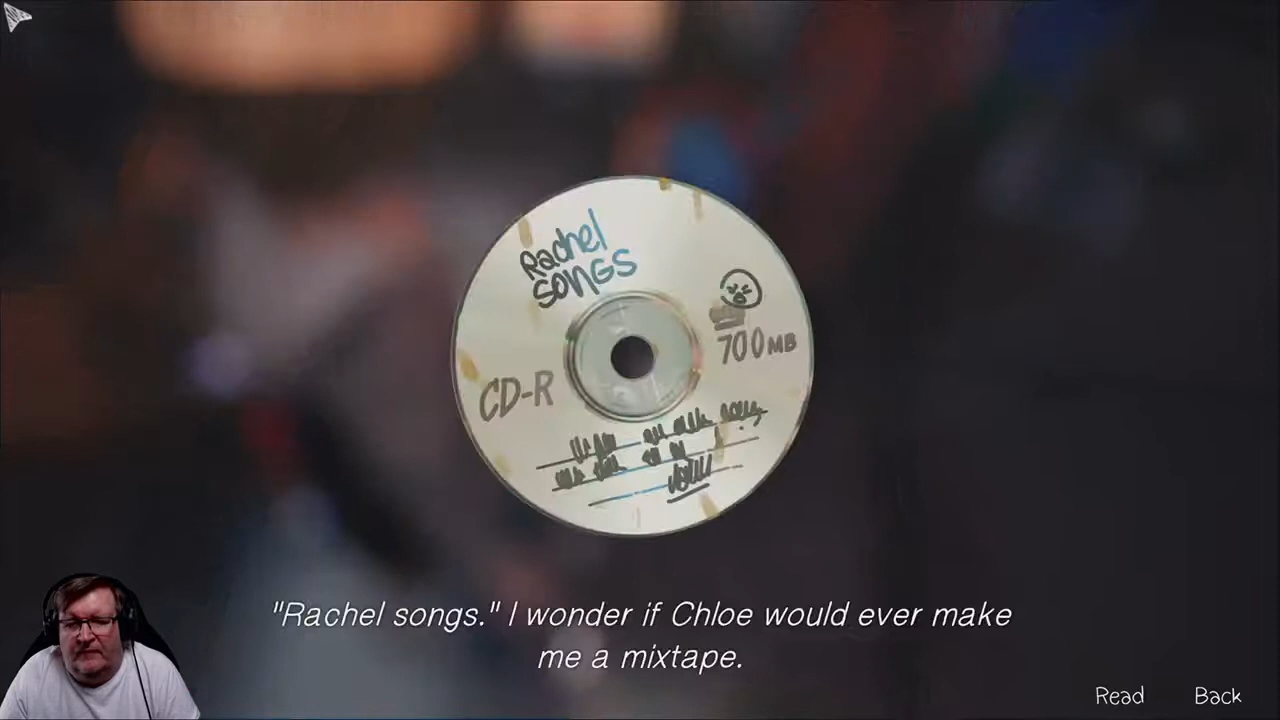 Rachel
SONGS
700MB
CD-R
"Rachel songs." I wonder if Chloe would ever make
me a mixtape.
Read Back